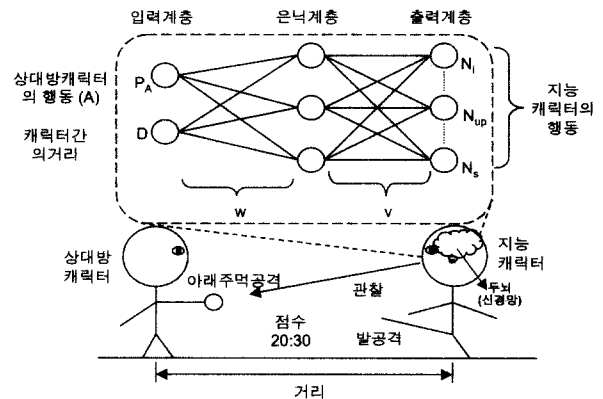 입력계층
은닉계층
출력계층
상대방캐릭터
의 행동 (A)
캐릭터간
의거리
P_A
D
N_i
N_up
N_s
지능
캐릭터의
행동
w
v
상대방
캐릭터
아래주먹공격
관찰
지능
캐릭터
두뇌
(신경망)
점수
20:30
발공격
거리